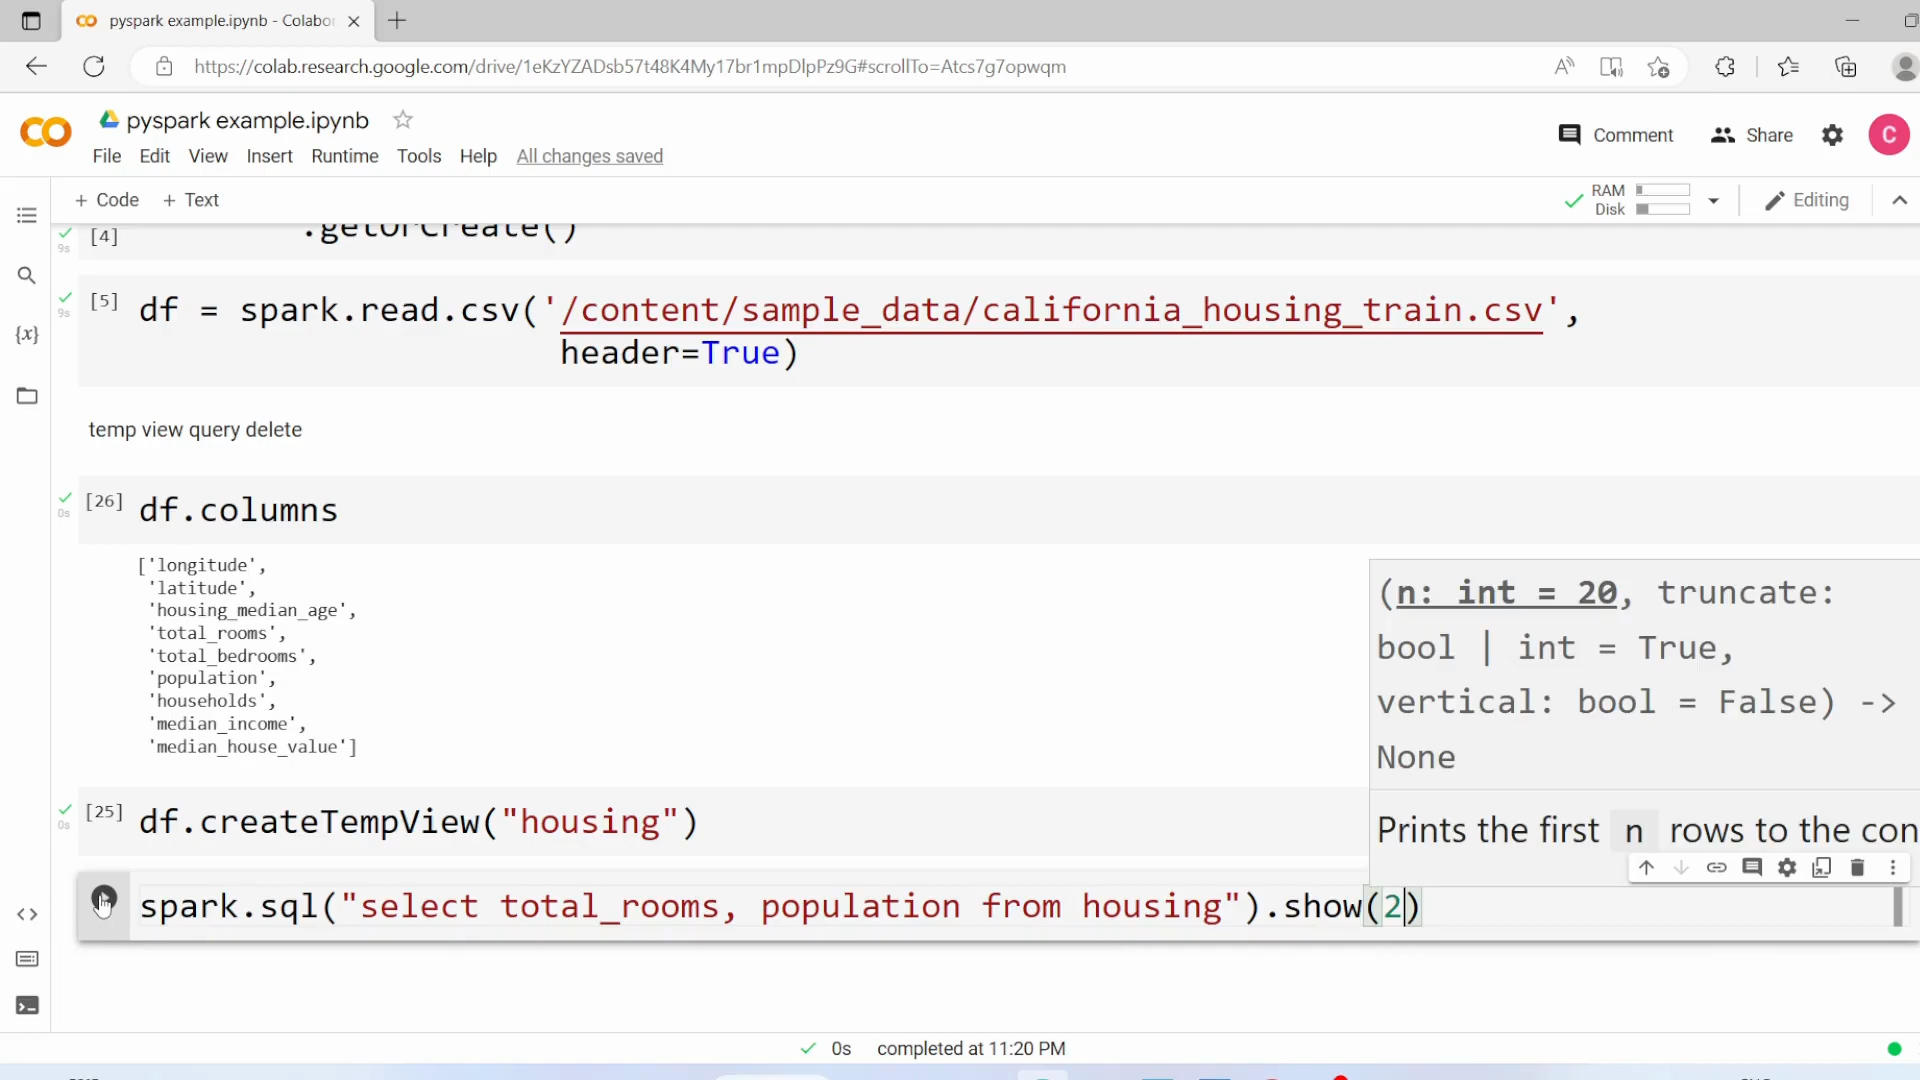 pyspark example.ipynb - Colabo
https://colab.research.google.com/drive/1eKzYZADsb57t48K4My17br1mpDlpPz9G#scrollTo=Atcs7g7opwqm
pyspark example.ipynb
Comment
Share
C
File Edit View Insert Runtime Tools Help All changes saved
+ Code + Text
RAM
Disk
Editing
9s
[4] .getOrCreate()
[5] df = spark.read.csv('/content/sample_data/california_housing_train.csv',
9s
header=True)
temp view query delete
[26] df.columns
0s
['longitude',
'latitude',
'housing_median_age',
'total_rooms',
'total_bedrooms',
'population',
'households',
'median_income',
'median_house_value']
(n: int = 20, truncate:
bool | int = True,
vertical: bool = False) ->
None
Prints the first n rows to the con
[25] df.createTempView("housing")
0s
spark.sql("select total_rooms, population from housing").show(2)
0s completed at 11:20 PM